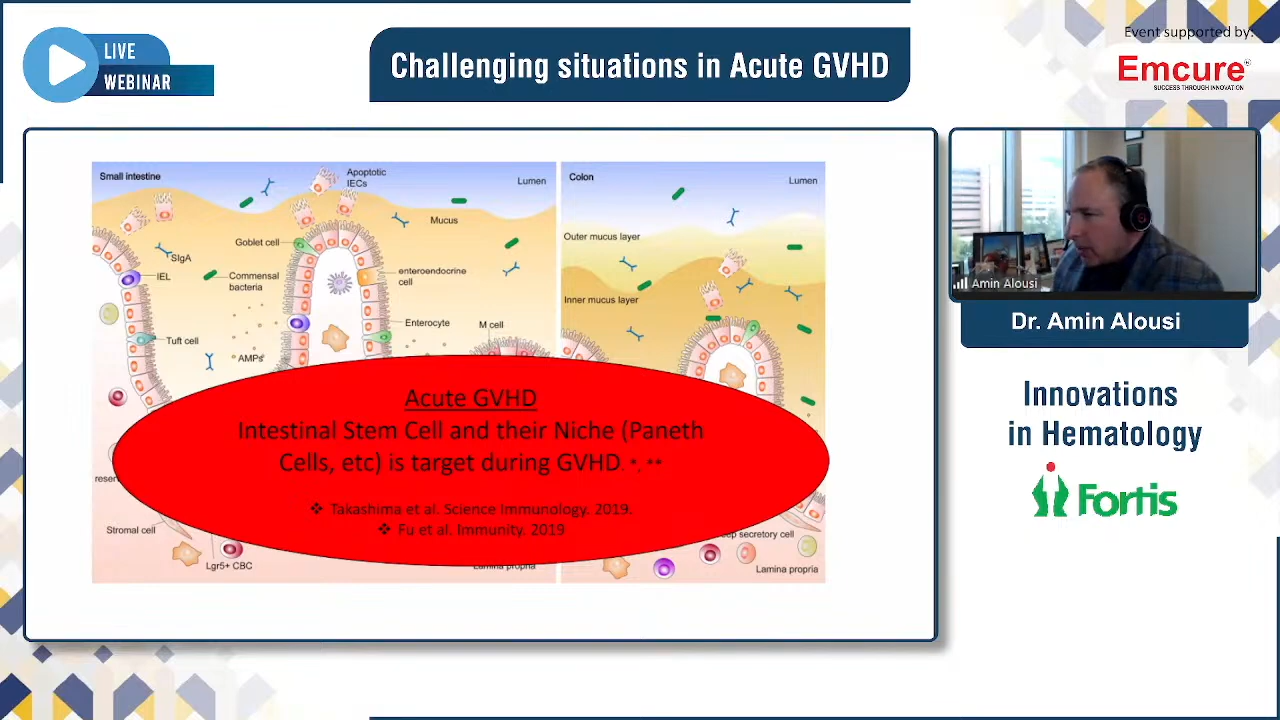 LIVE
WEBINAR
Challenging situations in Acute GVHD
Event supported by:
Emcure
SUCCESS THROUGH INNOVATION
Small intestine
Apoptotic
IECs
Lumen
Mucus
Goblet cell
SIgA
IEL
Commensal
bacteria
enteroendocrine
cell
Enterocyte
M cell
Tuft cell
AMPs
Stromal cell
Lgr5+ CBC
Lamina propria
Colon
Lumen
Outer mucus layer
Inner mucus layer
secretory cell
Lamina propria
Acute GVHD
Intestinal Stem Cell and their Niche (Paneth
Cells, etc) is target during GVHD. *, **
❖ Takashima et al. Science Immunology. 2019.
❖ Fu et al. Immunity. 2019
Amin Alousi
Dr. Amin Alousi
Innovations
in Hematology
Fortis